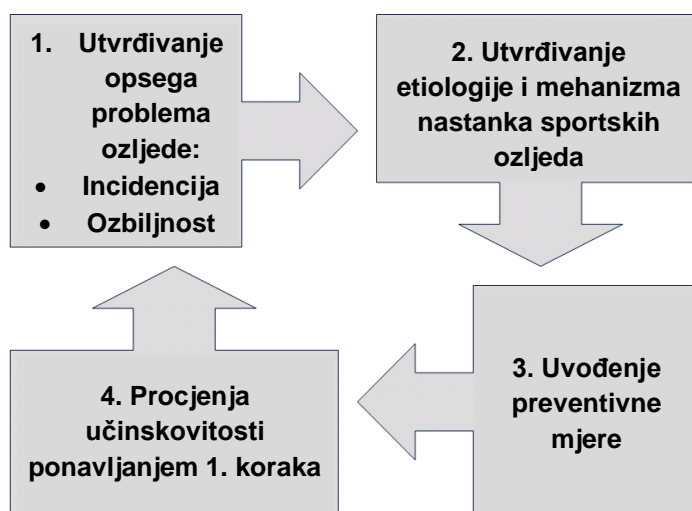 1. Utvrđivanje
opsega
problema
ozljede:
• Incidencija
• Ozbiljnost
2. Utvrđivanje
etiologije i mehanizma
nastanka sportskih
ozljeda
3. Uvođenje
preventivne
mjere
4. Procjenja
učinskovitosti
ponavljanjem 1. koraka